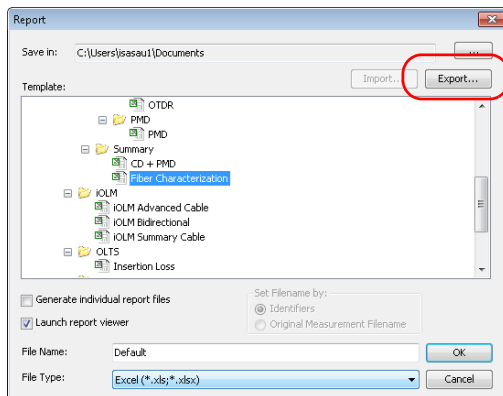 Report
Save in:
C:\Users\isasau1\Documents
...
Import...
Export...
Template:
OTDR
PMD
PMD
Summary
CD + PMD
Fiber Characterization
iOLM
iOLM Advanced Cable
iOLM Bidirectional
iOLM Summary Cable
OLTS
Insertion Loss
Generate individual report files
Launch report viewer
Set Filename by:
Identifiers
Original Measurement Filename
File Name:
Default
OK
File Type:
Excel (*.xls;*.xlsx)
Cancel